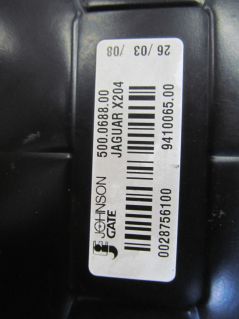 26 / 03 / 08
JOHNSON
GATE
500.0688.00
JAGUAR X204
9410065.00
0028756100